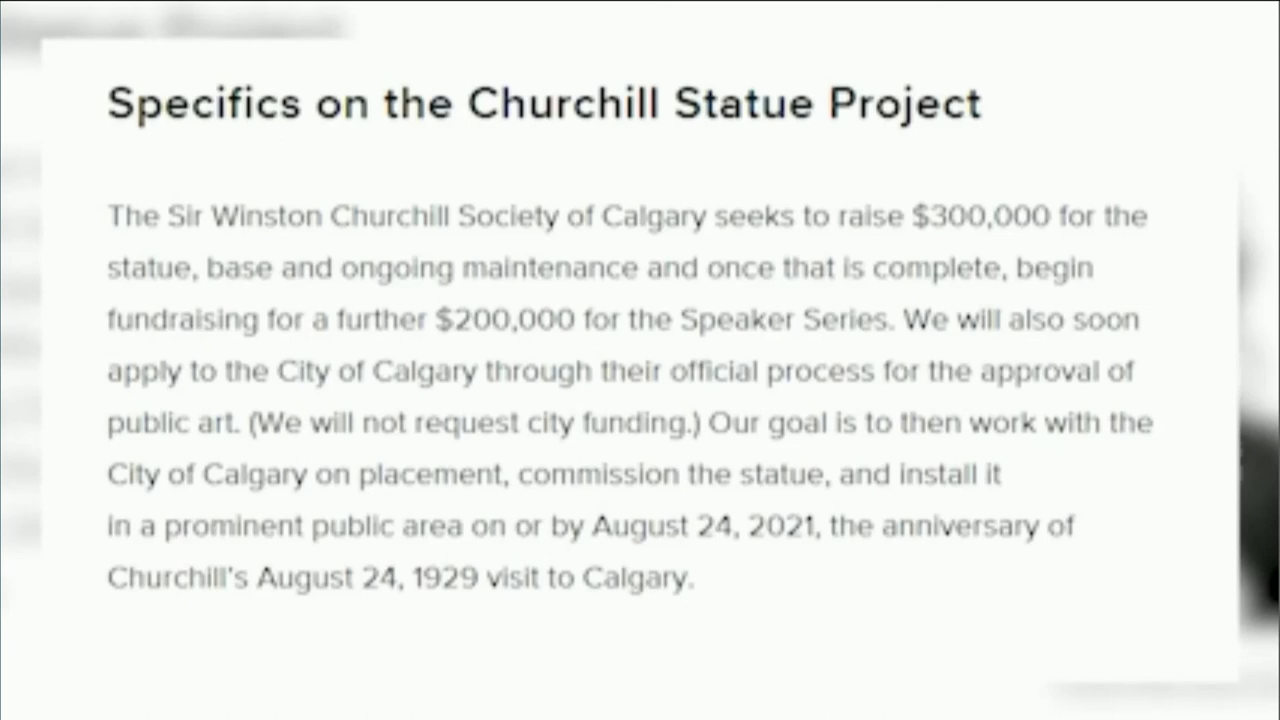 Specifics on the Churchill Statue Project
The Sir Winston Churchill Society of Calgary seeks to raise $300,000 for the
statue, base and ongoing maintenance and once that is complete, begin
fundraising for a further $200,000 for the Speaker Series. We will also soon
apply to the City of Calgary through their official process for the approval of
public art. (We will not request city funding.) Our goal is to then work with the
City of Calgary on placement, commission the statue, and install it
in a prominent public area on or by August 24, 2021, the anniversary of
Churchill's August 24, 1929 visit to Calgary.